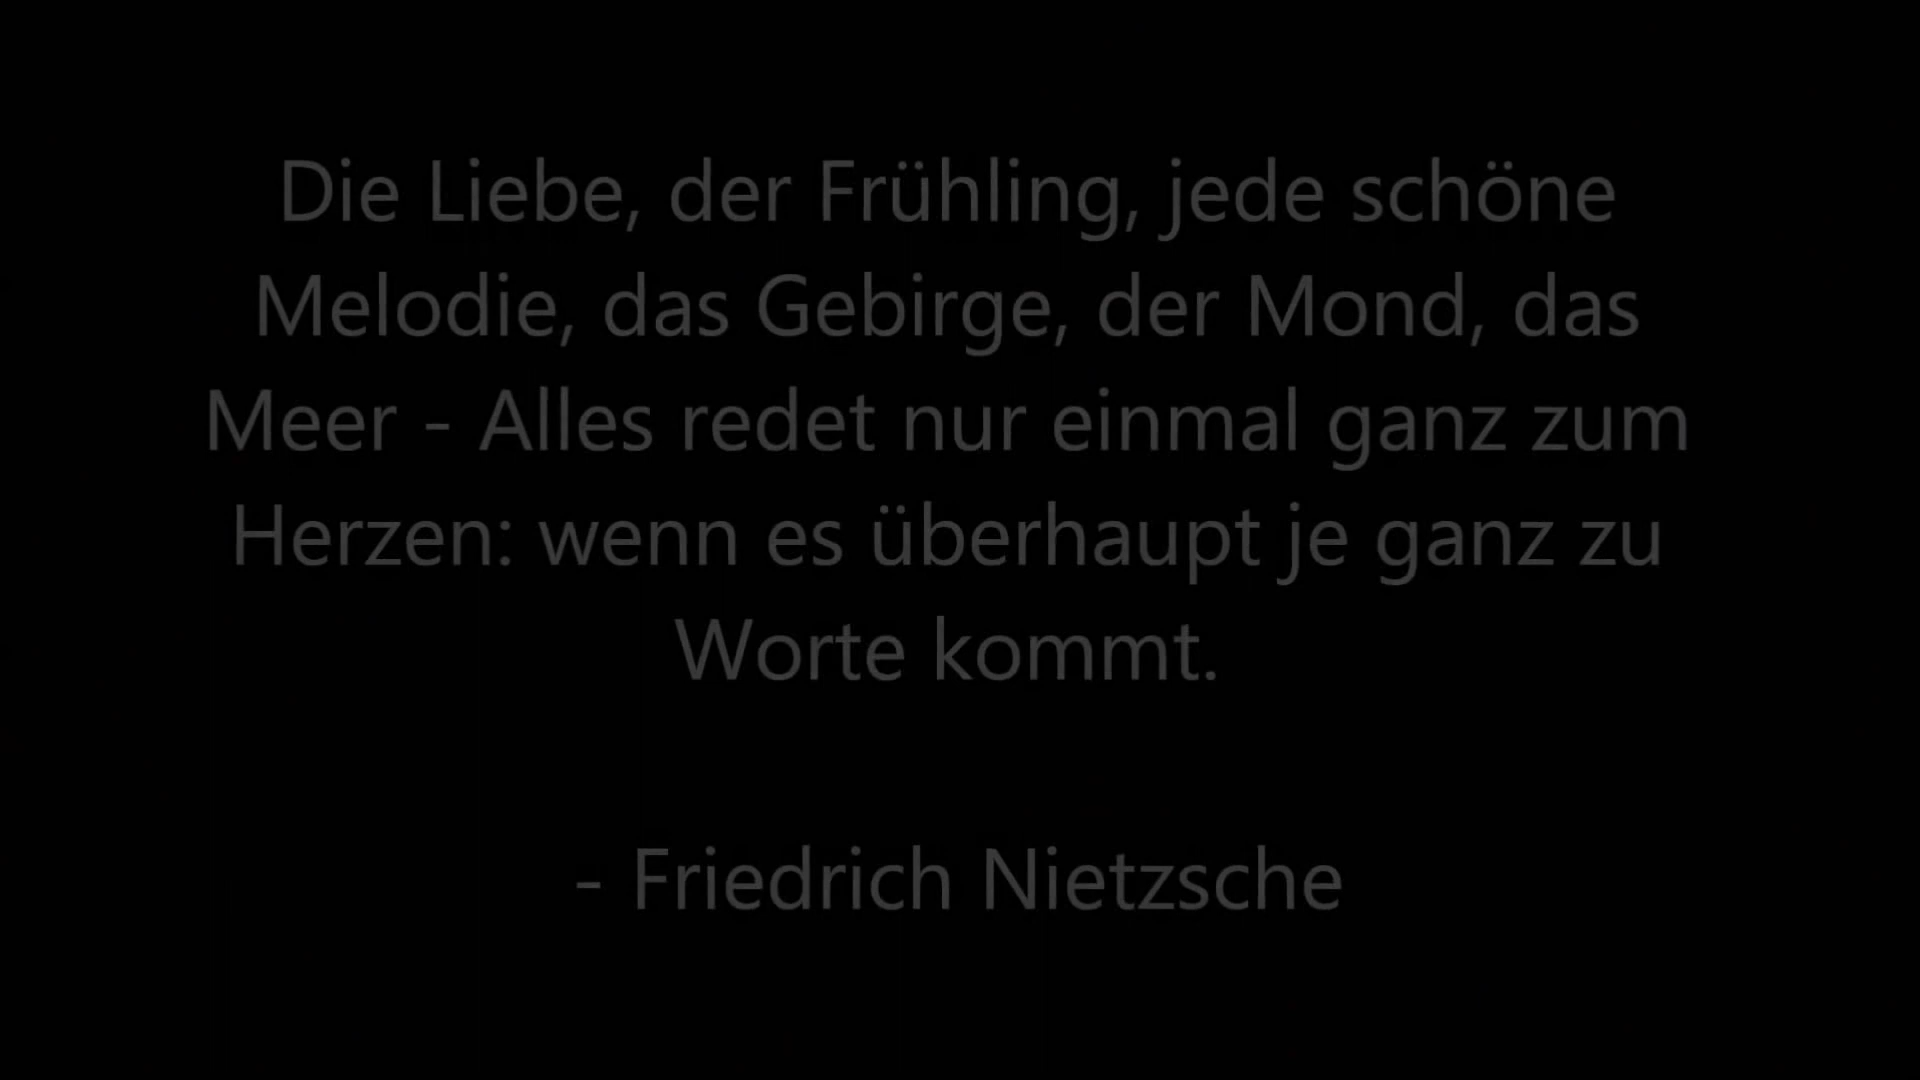 Die Liebe, der Frühling, jede schöne
Melodie, das Gebirge, der Mond, das
Meer - Alles redet nur einmal ganz zum
Herzen: wenn es überhaupt je ganz zu
Worte kommt.
- Friedrich Nietzsche